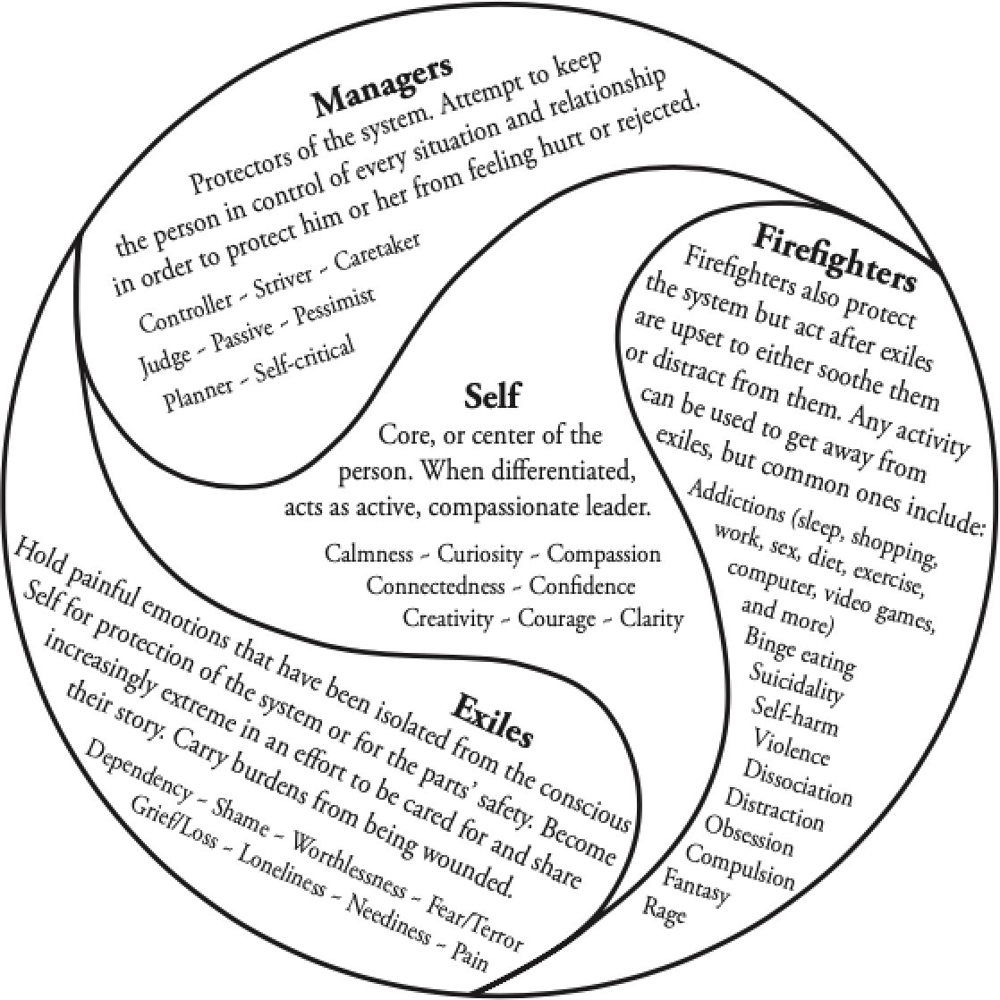 Managers
Protectors of the system. Attempt to keep
the person in control of every situation and relationship
in order to protect him or her from feeling hurt or rejected.
Controller ~ Striver ~ Caretaker
Judge ~ Passive ~ Pessimist
Planner ~ Self-critical
Firefighters
Firefighters also protect
the system but act after exiles
are upset to either soothe them
or distract from them. Any activity
can be used to get away from
exiles, but common ones include:
Addictions (sleep, shopping,
work, sex, diet, exercise,
computer, video games,
and more)
Binge eating
Suicidality
Self-harm
Violence
Dissociation
Distraction
Obsession
Compulsion
Fantasy
Rage
Self
Core, or center of the
person. When differentiated,
acts as active, compassionate leader.
Calmness ~ Curiosity ~ Compassion
Connectedness ~ Confidence
Creativity ~ Courage ~ Clarity
Exiles
Hold painful emotions that have been isolated from the conscious
Self for protection of the system or for the parts' safety. Become
increasingly extreme in an effort to be cared for and share
their story. Carry burdens from being wounded.
Dependency ~ Shame ~ Worthlessness ~ Fear/Terror
Grief/Loss ~ Loneliness ~ Neediness ~ Pain